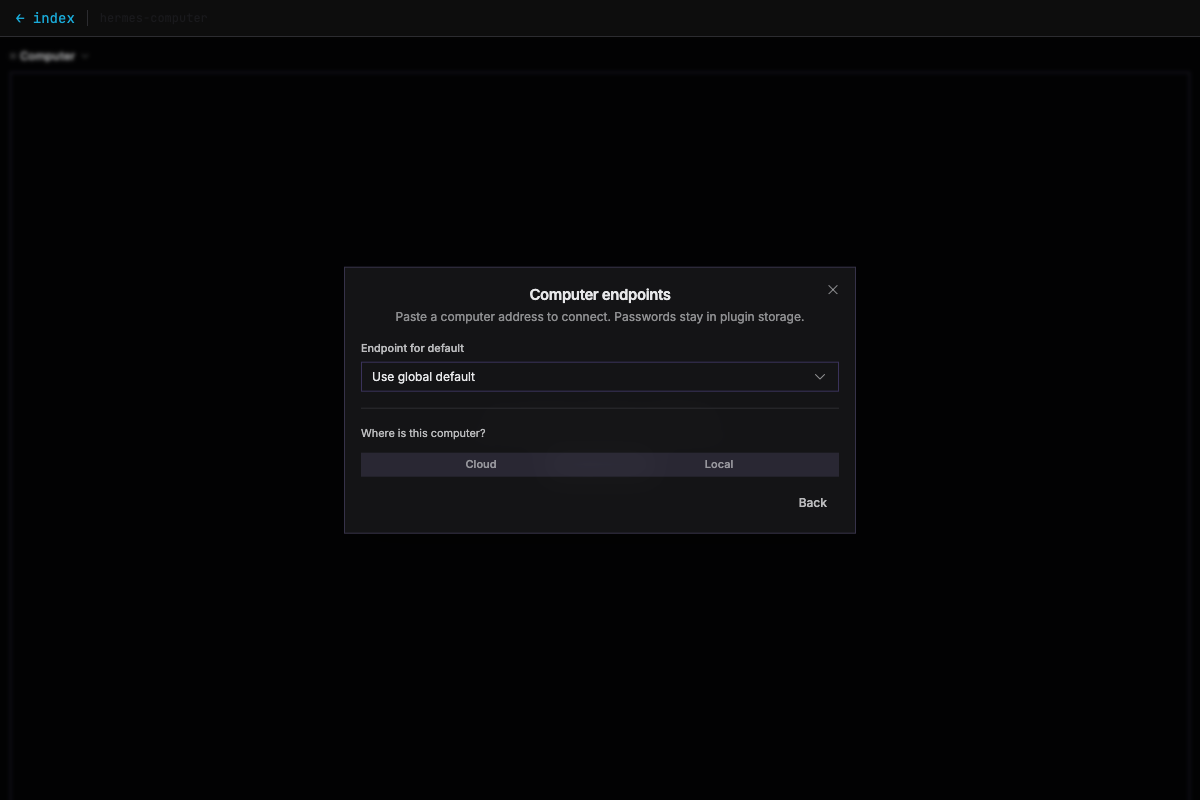 ← index
hermes-computer
Computer
Computer endpoints
Paste a computer address to connect. Passwords stay in plugin storage.
Endpoint for default
Use global default
Where is this computer?
Cloud Local
Back